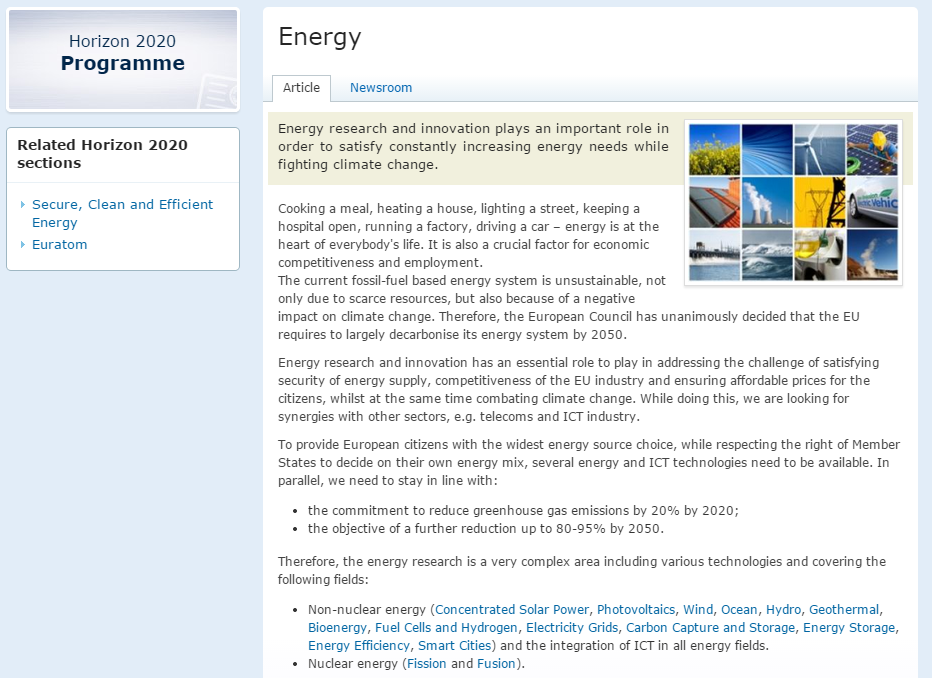 Horizon 2020
Programme
Related Horizon 2020
sections
Secure, Clean and Efficient
Energy
Euratom
Energy
Article
Newsroom
Energy research and innovation plays an important role in
order to satisfy constantly increasing energy needs while
fighting climate change.
Cooking a meal, heating a house, lighting a street, keeping a
hospital open, running a factory, driving a car – energy is at the
heart of everybody's life. It is also a crucial factor for economic
competitiveness and employment.
The current fossil-fuel based energy system is unsustainable, not
only due to scarce resources, but also because of a negative
impact on climate change. Therefore, the European Council has unanimously decided that the EU
requires to largely decarbonise its energy system by 2050.
Energy research and innovation has an essential role to play in addressing the challenge of satisfying
security of energy supply, competitiveness of the EU industry and ensuring affordable prices for the
citizens, whilst at the same time combating climate change. While doing this, we are looking for
synergies with other sectors, e.g. telecoms and ICT industry.
To provide European citizens with the widest energy source choice, while respecting the right of Member
States to decide on their own energy mix, several energy and ICT technologies need to be available. In
parallel, we need to stay in line with:
• the commitment to reduce greenhouse gas emissions by 20% by 2020;
• the objective of a further reduction up to 80-95% by 2050.
Therefore, the energy research is a very complex area including various technologies and covering the
following fields:
• Non-nuclear energy (Concentrated Solar Power, Photovoltaics, Wind, Ocean, Hydro, Geothermal,
Bioenergy, Fuel Cells and Hydrogen, Electricity Grids, Carbon Capture and Storage, Energy Storage,
Energy Efficiency, Smart Cities) and the integration of ICT in all energy fields.
• Nuclear energy (Fission and Fusion).